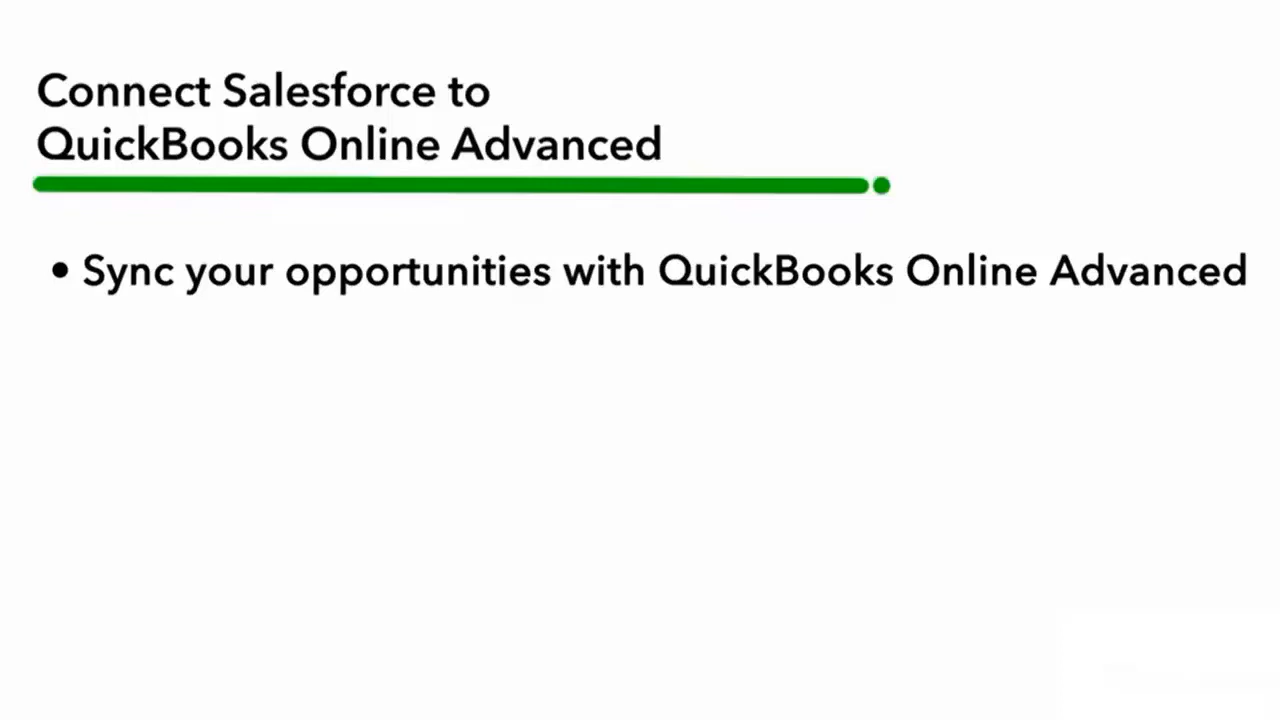 Connect Salesforce to
QuickBooks Online Advanced
• Sync your opportunities with QuickBooks Online Advanced